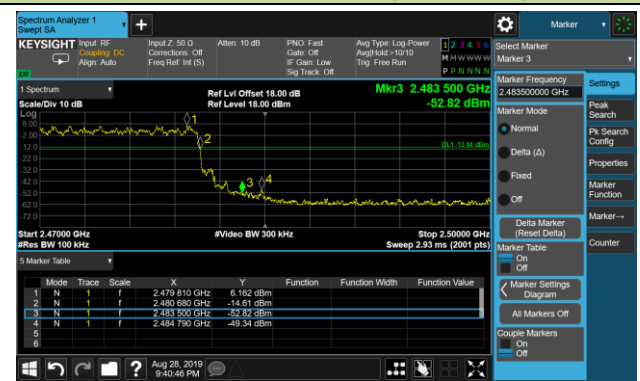 Spectrum Analyzer 1
Swept SA
Marker
KEYSIGHT
Input: RF
Coupling: DC
Align: Auto
Input Z: 50 Ω
Corrections: Off
Freq Ref: Int (S)
Atten: 10 dB
PNO: Fast
Gate: Off
IF Gain: Low
Sig Track: Off
Avg Type: Log-Power
Avg|Hold:>10/10
Trig: Free Run
1 2 3 4 5 6
M W W W W W
P P N N N N
Select Marker
Marker 3
1 Spectrum
Scale/Div 10 dB
Log
Ref Lvl Offset 18.00 dB
Ref Level 18.00 dBm
Mkr3 2.483 500 GHz
-52.82 dBm
8.00
-2.00
-12.0
-22.0
-32.0
-42.0
-52.0
-62.0
-72.0
1
2
3
4
DL1 -13.84 dBm
Start 2.47000 GHz
#Res BW 100 kHz
#Video BW 300 kHz
Stop 2.50000 GHz
Sweep 2.93 ms (2001 pts)
5 Marker Table
Mode Trace Scale X Y Function Function Width Function Value
1 N 1 f 2.479 810 GHz 6.162 dBm
2 N 1 f 2.480 680 GHz -14.61 dBm
3 N 1 f 2.483 500 GHz -52.82 dBm
4 N 1 f 2.484 790 GHz -49.34 dBm
5
6
Marker Frequency
2.483500000 GHz
Marker Mode
Normal
Delta (Δ)
Fixed
Off
Delta Marker
(Reset Delta)
Marker Table
On
Off
Marker Settings
Diagram
All Markers Off
Couple Markers
On
Off
Settings
Peak
Search
Pk Search
Config
Properties
Marker
Function
Marker→
Counter
?
Aug 28, 2019
9:40:46 PM